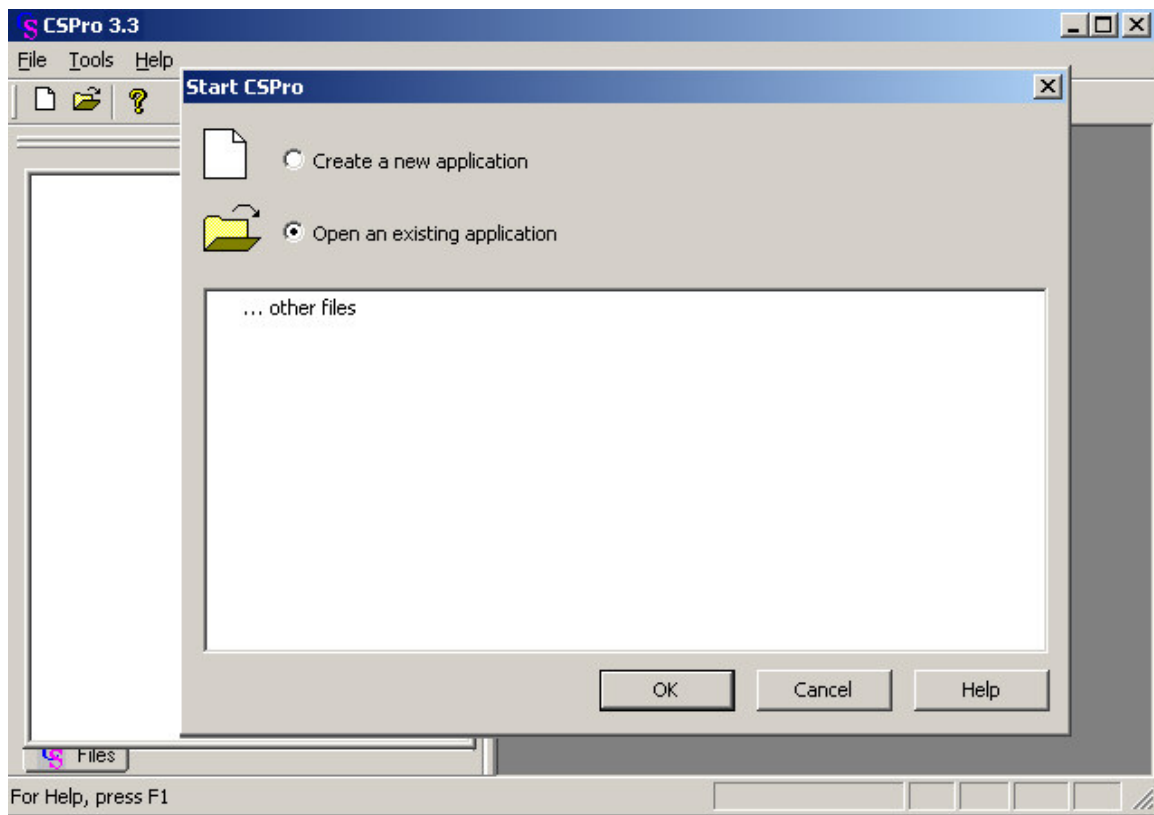 CSPro 3.3
File Tools Help
Start CSPro
Create a new application
Open an existing application
... other files
OK Cancel Help
Files
For Help, press F1